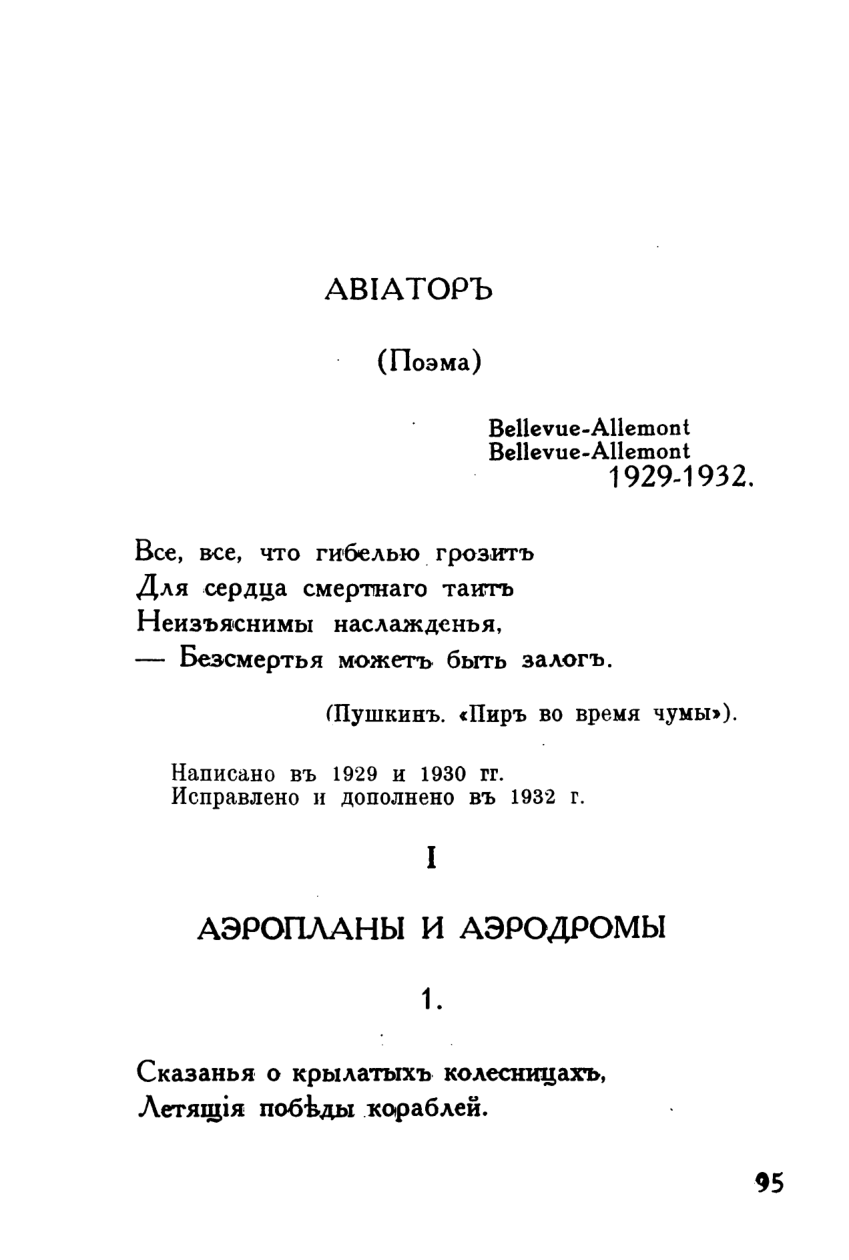 АВІАТОРЪ
(Поэма)
Bellevue-Allemont
Bellevue-Allemont
1929-1932.
Все, все, что гибелью грозитъ
Для сердца смертнаго таитъ
Неизъяснимы наслажденья,
— Безсмертья можетъ быть залогъ.
(Пушкинъ. «Пиръ во время чумы»).
Написано въ 1929 и 1930 гг.
Исправлено и дополнено въ 1932 г.
I
АЭРОПЛАНЫ И АЭРОДРОМЫ
1.
Сказанья о крылатыхъ колесницахъ,
Летящія побѣды кораблей.
95